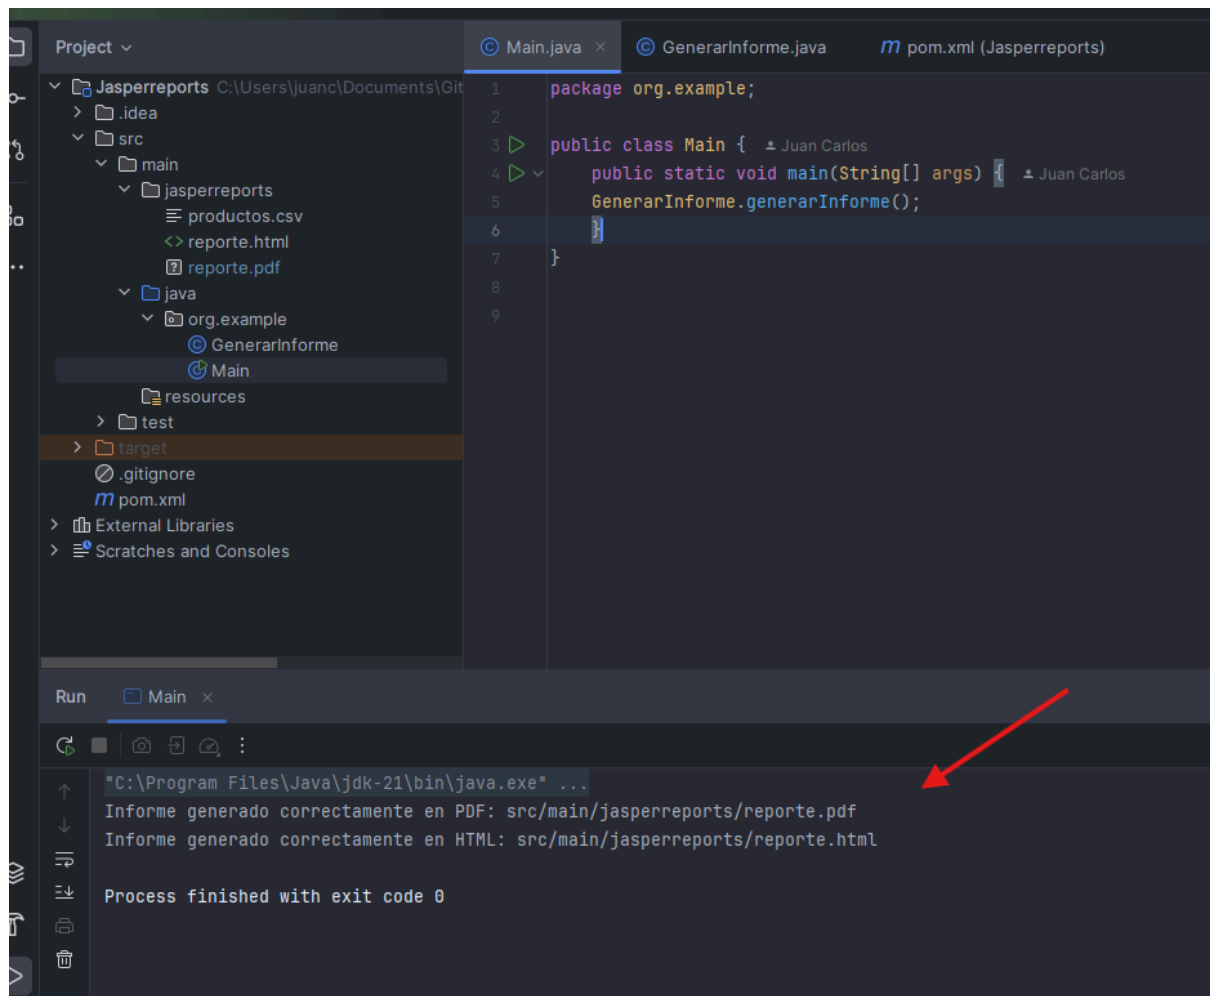 Project
Main.java
GenerarInforme.java
m pom.xml (Jasperreports)
Jasperreports C:\Users\juanc\Documents\Git
.idea
src
main
jasperreports
productos.csv
reporte.html
reporte.pdf
java
org.example
GenerarInforme
Main
resources
test
target
.gitignore
m pom.xml
External Libraries
Scratches and Consoles
1 package org.example;
2
3 public class Main { Juan Carlos
4 public static void main(String[] args) { Juan Carlos
5 GenerarInforme.generarInforme();
6 }
7 }
8
9
Run
Main
"C:\Program Files\Java\jdk-21\bin\java.exe" ...
Informe generado correctamente en PDF: src/main/jasperreports/reporte.pdf
Informe generado correctamente en HTML: src/main/jasperreports/reporte.html
Process finished with exit code 0